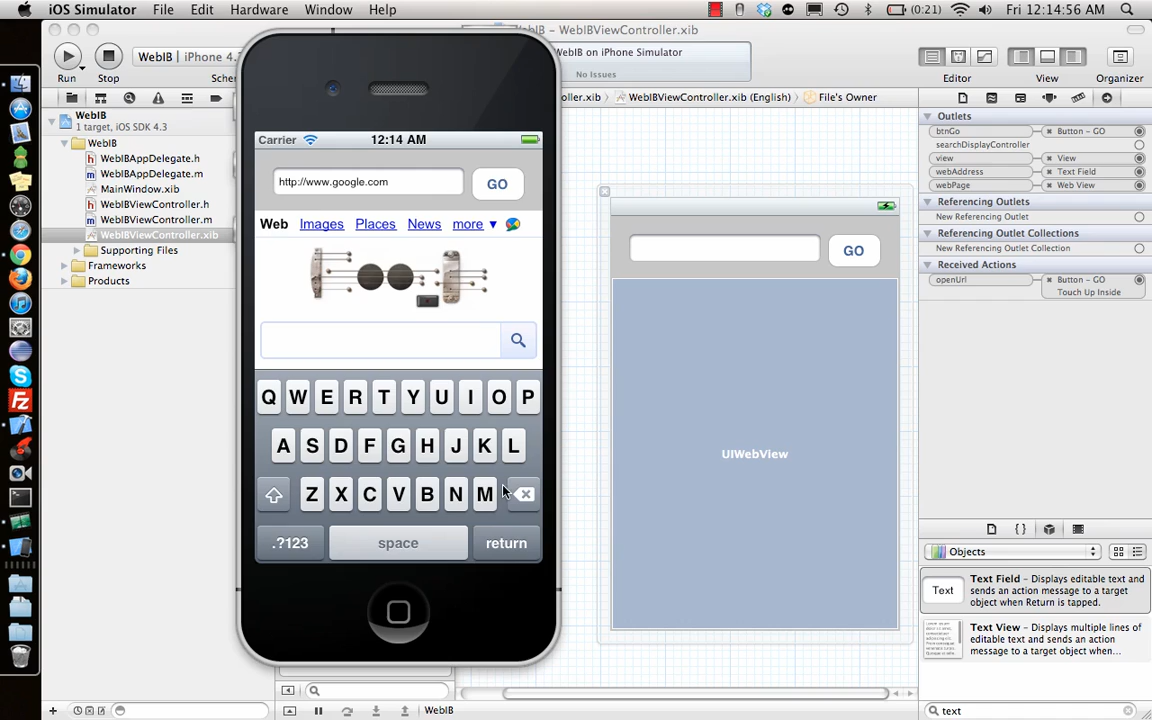 iOS Simulator File Edit Hardware Window Help (0:21) Fri 12:14:56 AM
WebIB – WebIBViewController.xib
Run Stop WebIB iPhone 4. WebIB on iPhone Simulator
No Issues
Scher Editor View Organizer
ller.xib WebIBViewController.xib (English) File's Owner
WebIB
1 target, iOS SDK 4.3
WebIB
WebIBAppDelegate.h
WebIBAppDelegate.m
MainWindow.xib
WebIBViewController.h
WebIBViewController.m
WebIBViewController.xib
Supporting Files
Frameworks
Products
Carrier 12:14 AM
http://www.google.com GO
Web Images Places News more ▼
Q W E R T Y U I O P
A S D F G H J K L
Z X C V B N M
.?123 space return
GO
UIWebView
Outlets
btnGo Button – GO
searchDisplayController
view View
webAddress Text Field
webPage Web View
Referencing Outlets
New Referencing Outlet
Referencing Outlet Collections
New Referencing Outlet Collection
Received Actions
openUrl Button – GO
Touch Up Inside
Objects
Text
Text Field – Displays editable text and
sends an action message to a target
object when Return is tapped.
Text View – Displays multiple lines of
editable text and sends an action
message to a target object when…
WebIB
text